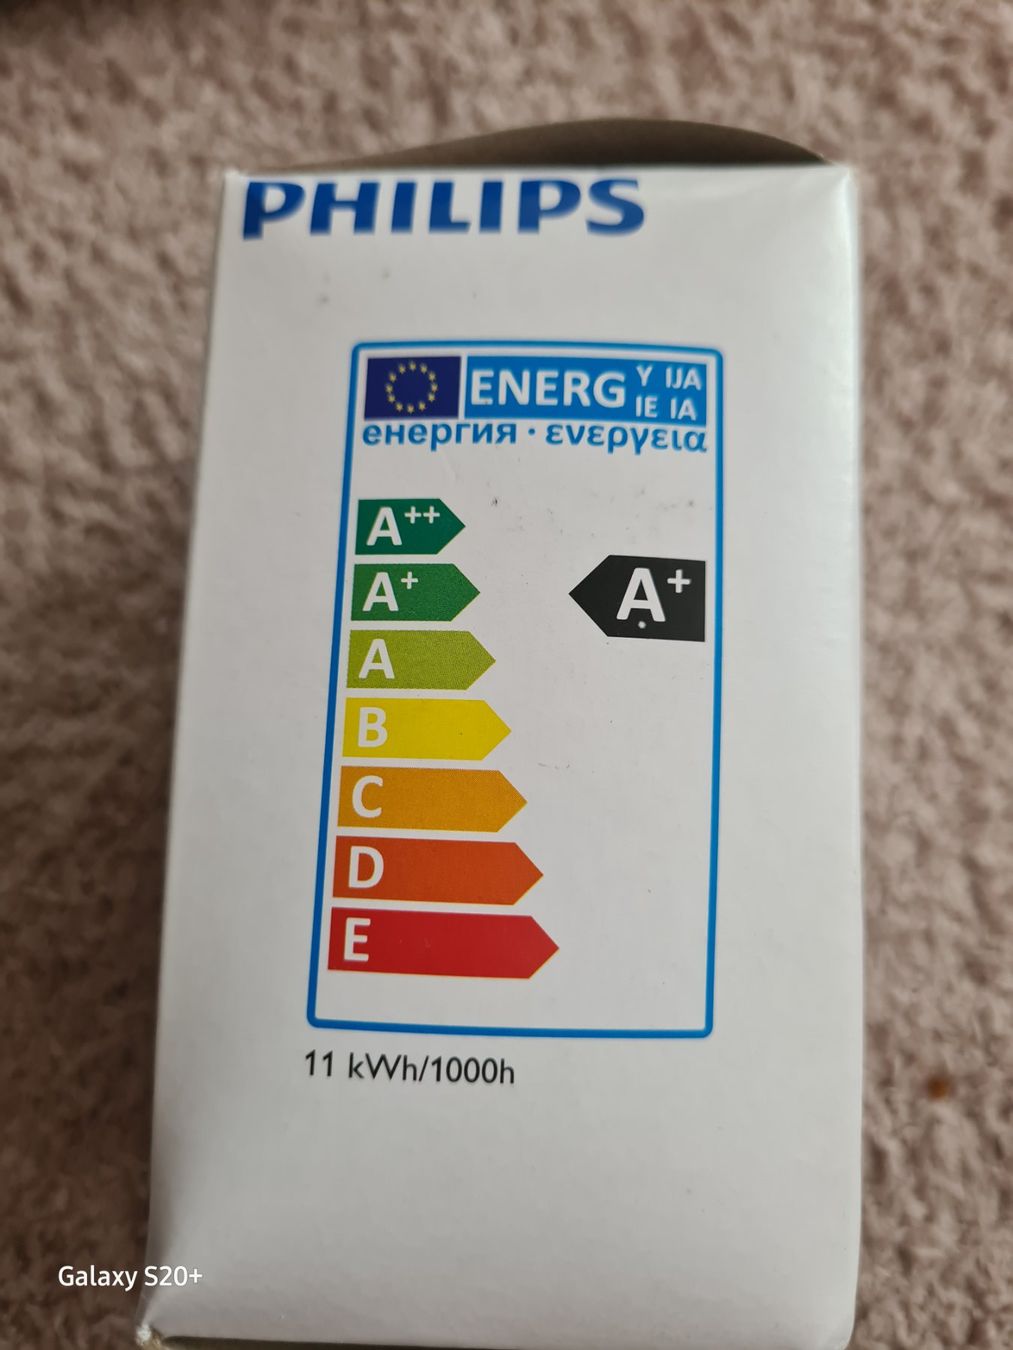 PHILIPS
ENERG Y IJA
IE IA
енергия · ενεργεια
A++
A+
A+
A
B
C
D
E
11 kWh/1000h
Galaxy S20+